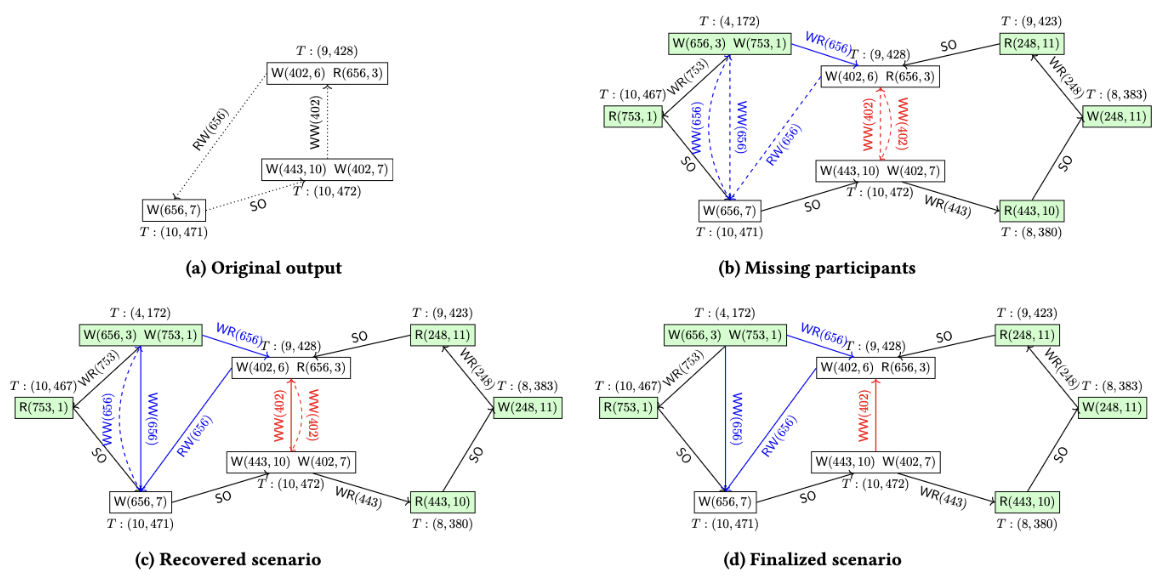 T : (9, 428)
W(402, 6) R(656, 3)
RW(656)
WW(402)
W(443, 10) W(402, 7)
T : (10, 472)
SO
W(656, 7)
T : (10, 471)
(a) Original output
T : (4, 172)
T : (9, 423)
W(656, 3) W(753, 1)
WR(656)
T : (9, 428)
SO
R(248, 11)
W(402, 6) R(656, 3)
WR(753)
WR(248)
T : (10, 467)
T : (8, 383)
R(753, 1)
W(248, 11)
WW(656)
WW(656)
RW(656)
WW(402)
WW(402)
SO
SO
W(443, 10) W(402, 7)
T : (10, 472)
WR(443)
SO
W(656, 7)
R(443, 10)
T : (10, 471)
T : (8, 380)
(b) Missing participants
T : (4, 172)
T : (9, 423)
W(656, 3) W(753, 1)
WR(656)
T : (9, 428)
SO
R(248, 11)
W(402, 6) R(656, 3)
WR(753)
WR(248)
T : (10, 467)
T : (8, 383)
R(753, 1)
W(248, 11)
WW(656)
WW(656)
RW(656)
WW(402)
WW(402)
SO
SO
W(443, 10) W(402, 7)
T : (10, 472)
WR(443)
SO
W(656, 7)
R(443, 10)
T : (10, 471)
T : (8, 380)
(c) Recovered scenario
T : (4, 172)
T : (9, 423)
W(656, 3) W(753, 1)
WR(656)
T : (9, 428)
SO
R(248, 11)
W(402, 6) R(656, 3)
WR(753)
WR(248)
T : (10, 467)
T : (8, 383)
R(753, 1)
W(248, 11)
WW(656)
RW(656)
WW(402)
SO
SO
W(443, 10) W(402, 7)
T : (10, 472)
WR(443)
SO
W(656, 7)
R(443, 10)
T : (10, 471)
T : (8, 380)
(d) Finalized scenario